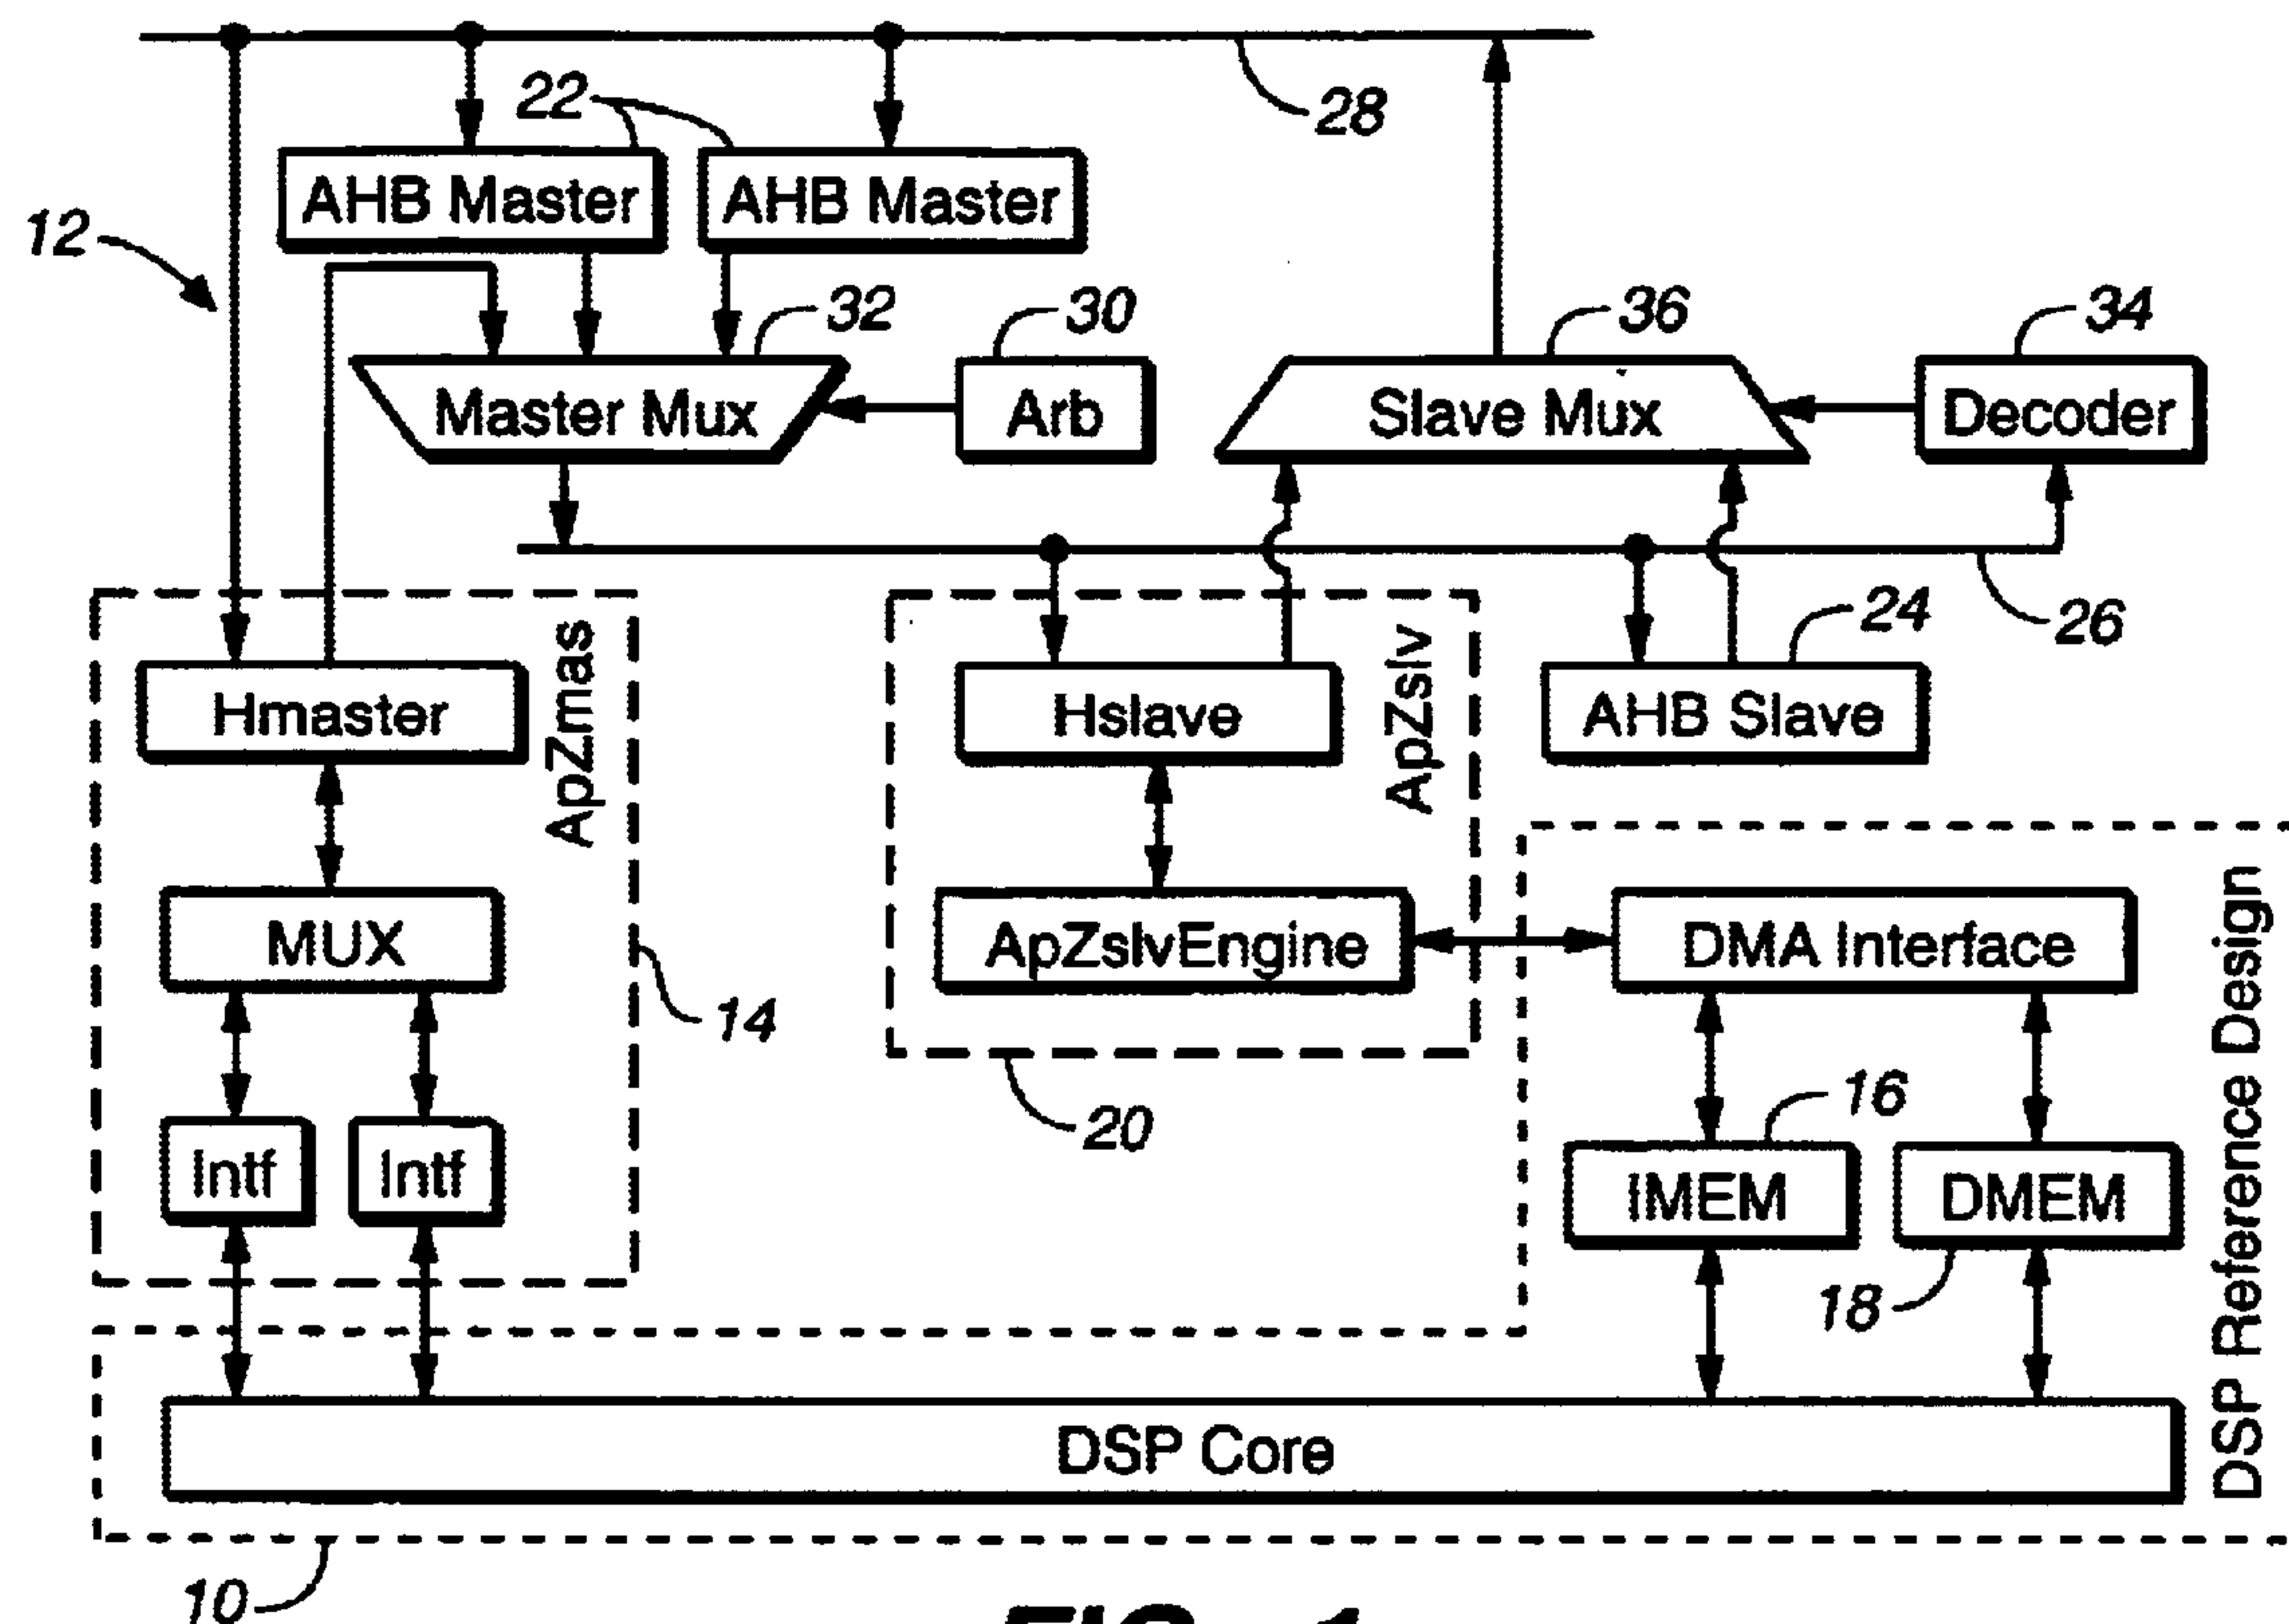 28
22
AHB Master
AHB Master
12
32
30
36
34
Master Mux
Arb
Slave Mux
Decoder
24
26
ApZmas
ApZslv
Hmaster
Hslave
AHB Slave
MUX
ApZslvEngine
DMA Interface
14
20
16
Intf
Intf
IMEM
DMEM
18
DSP Reference Design
DSP Core
10
FIG. 1